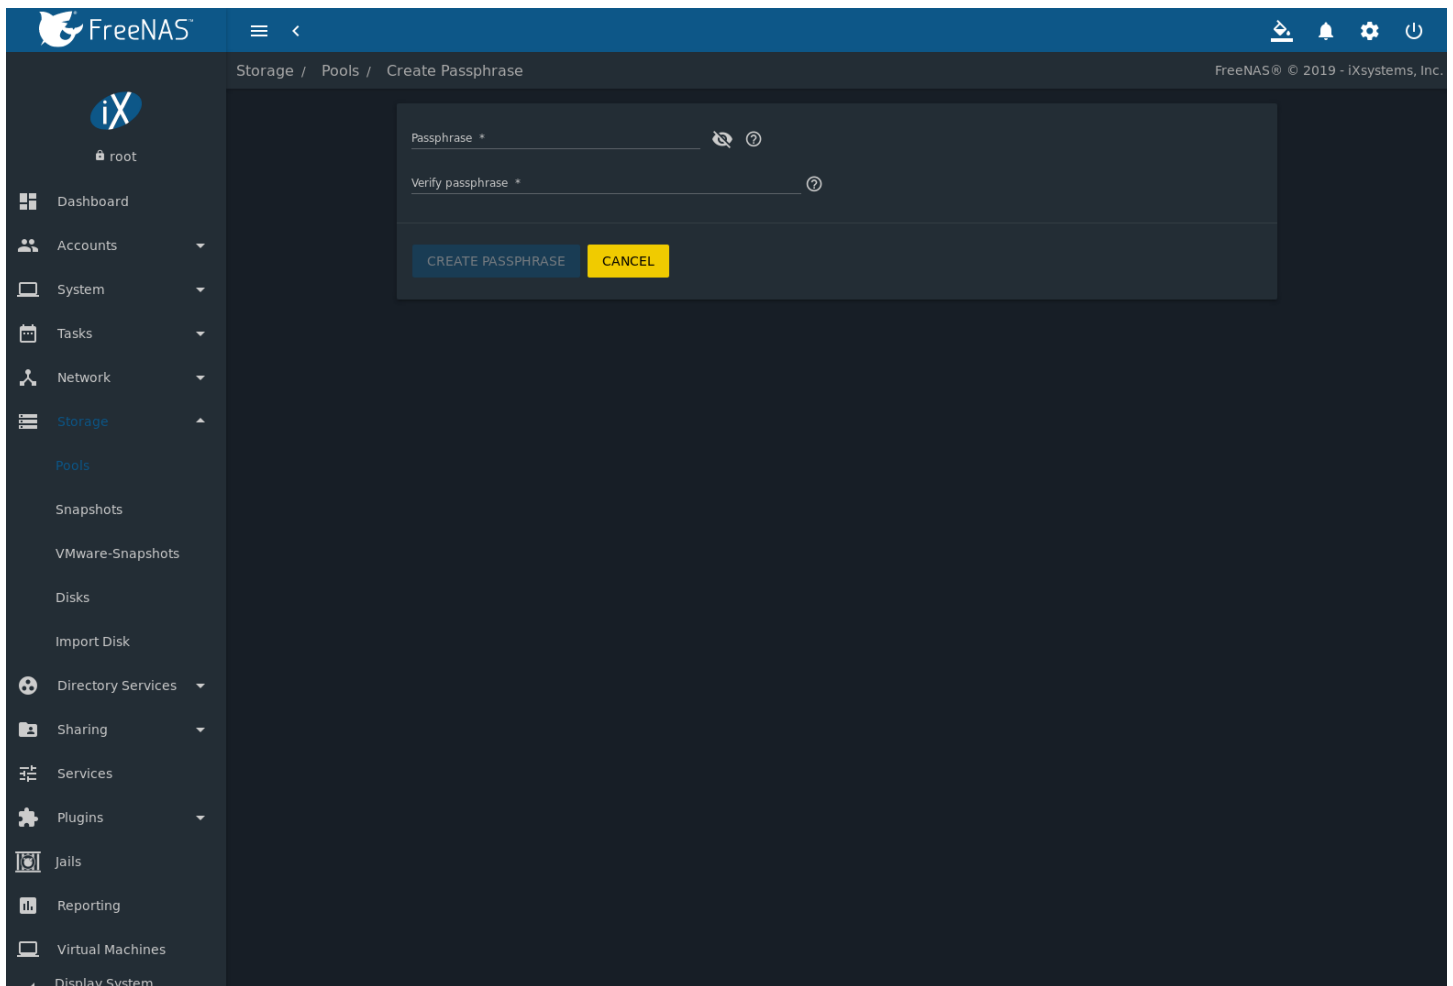 FreeNAS™
Storage / Pools / Create Passphrase
FreeNAS® © 2019 - iXsystems, Inc.
iX
root
Dashboard
Accounts
System
Tasks
Network
Storage
Pools
Snapshots
VMware-Snapshots
Disks
Import Disk
Directory Services
Sharing
Services
Plugins
Jails
Reporting
Virtual Machines
Display System
Passphrase *
Verify passphrase *
CREATE PASSPHRASE CANCEL